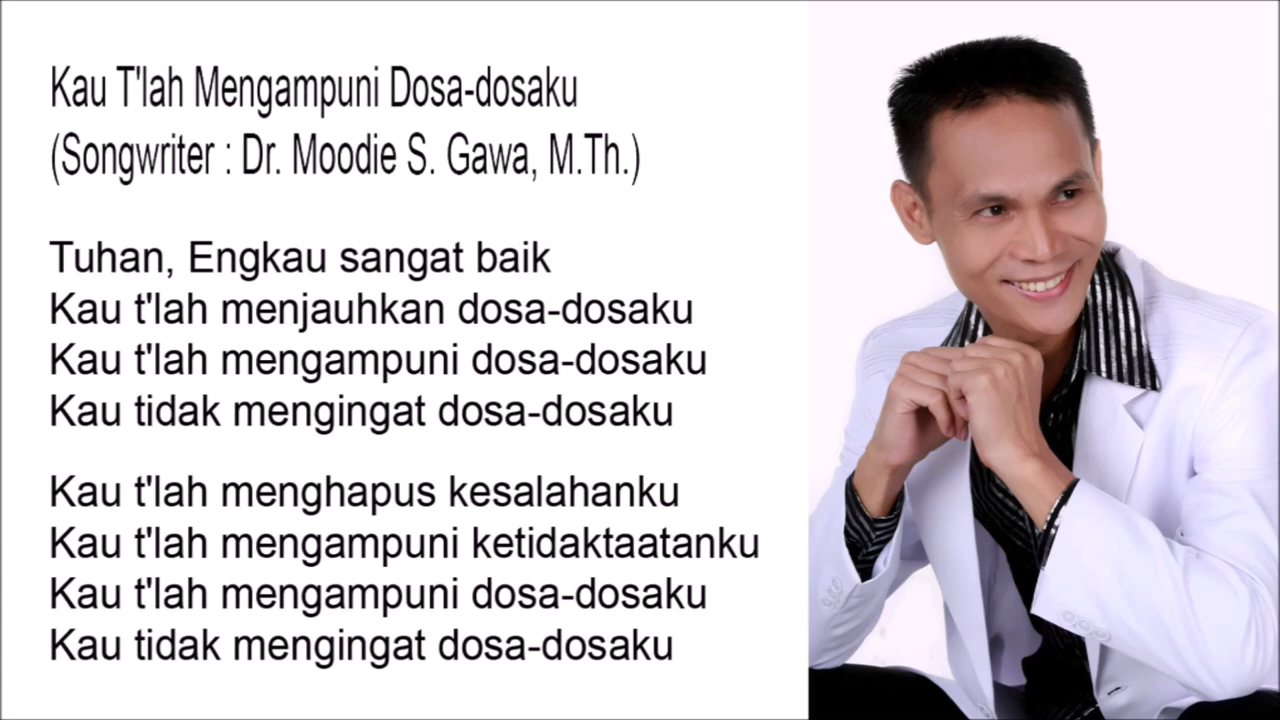 Kau T'lah Mengampuni Dosa-dosaku
(Songwriter : Dr. Moodie S. Gawa, M.Th.)
Tuhan, Engkau sangat baik
Kau t'lah menjauhkan dosa-dosaku
Kau t'lah mengampuni dosa-dosaku
Kau tidak mengingat dosa-dosaku
Kau t'lah menghapus kesalahanku
Kau t'lah mengampuni ketidaktaatanku
Kau t'lah mengampuni dosa-dosaku
Kau tidak mengingat dosa-dosaku